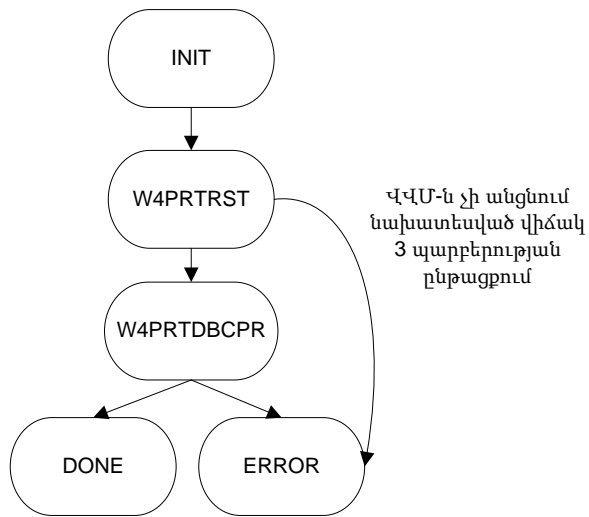 INIT
W4PRTRST
ՎՎՄ-ն չի անցնում
նախատեսված վիճակ
3 պարբերության
ընթացքում
W4PRTDBCPR
DONE
ERROR